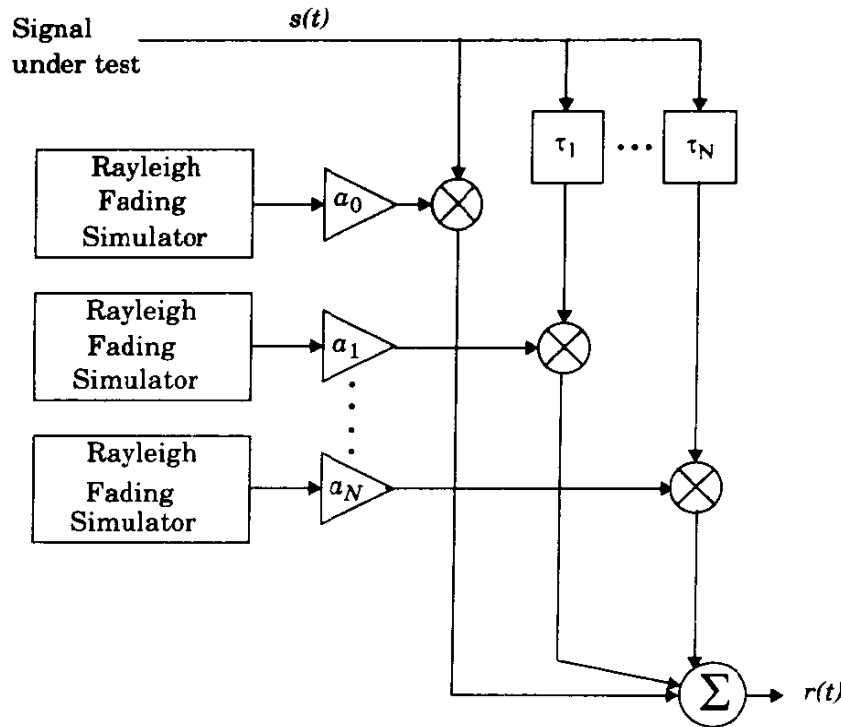 Signal
under test
s(t)
τ1
τN
Rayleigh
Fading
Simulator
a0
Rayleigh
Fading
Simulator
a1
Rayleigh
Fading
Simulator
aN
Σ
r(t)